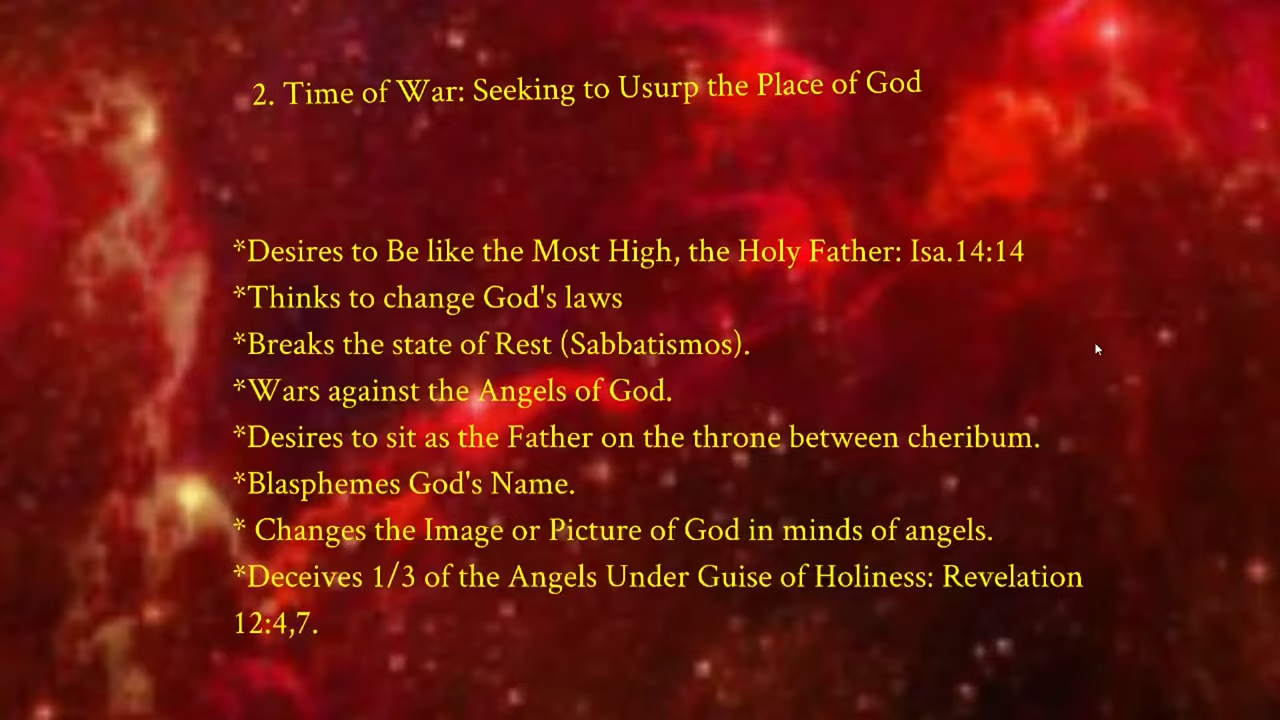 2. Time of War: Seeking to Usurp the Place of God
*Desires to Be like the Most High, the Holy Father: Isa.14:14
*Thinks to change God's laws
*Breaks the state of Rest (Sabbatismos).
*Wars against the Angels of God.
*Desires to sit as the Father on the throne between cheribum.
*Blasphemes God's Name.
* Changes the Image or Picture of God in minds of angels.
*Deceives 1/3 of the Angels Under Guise of Holiness: Revelation
12:4,7.